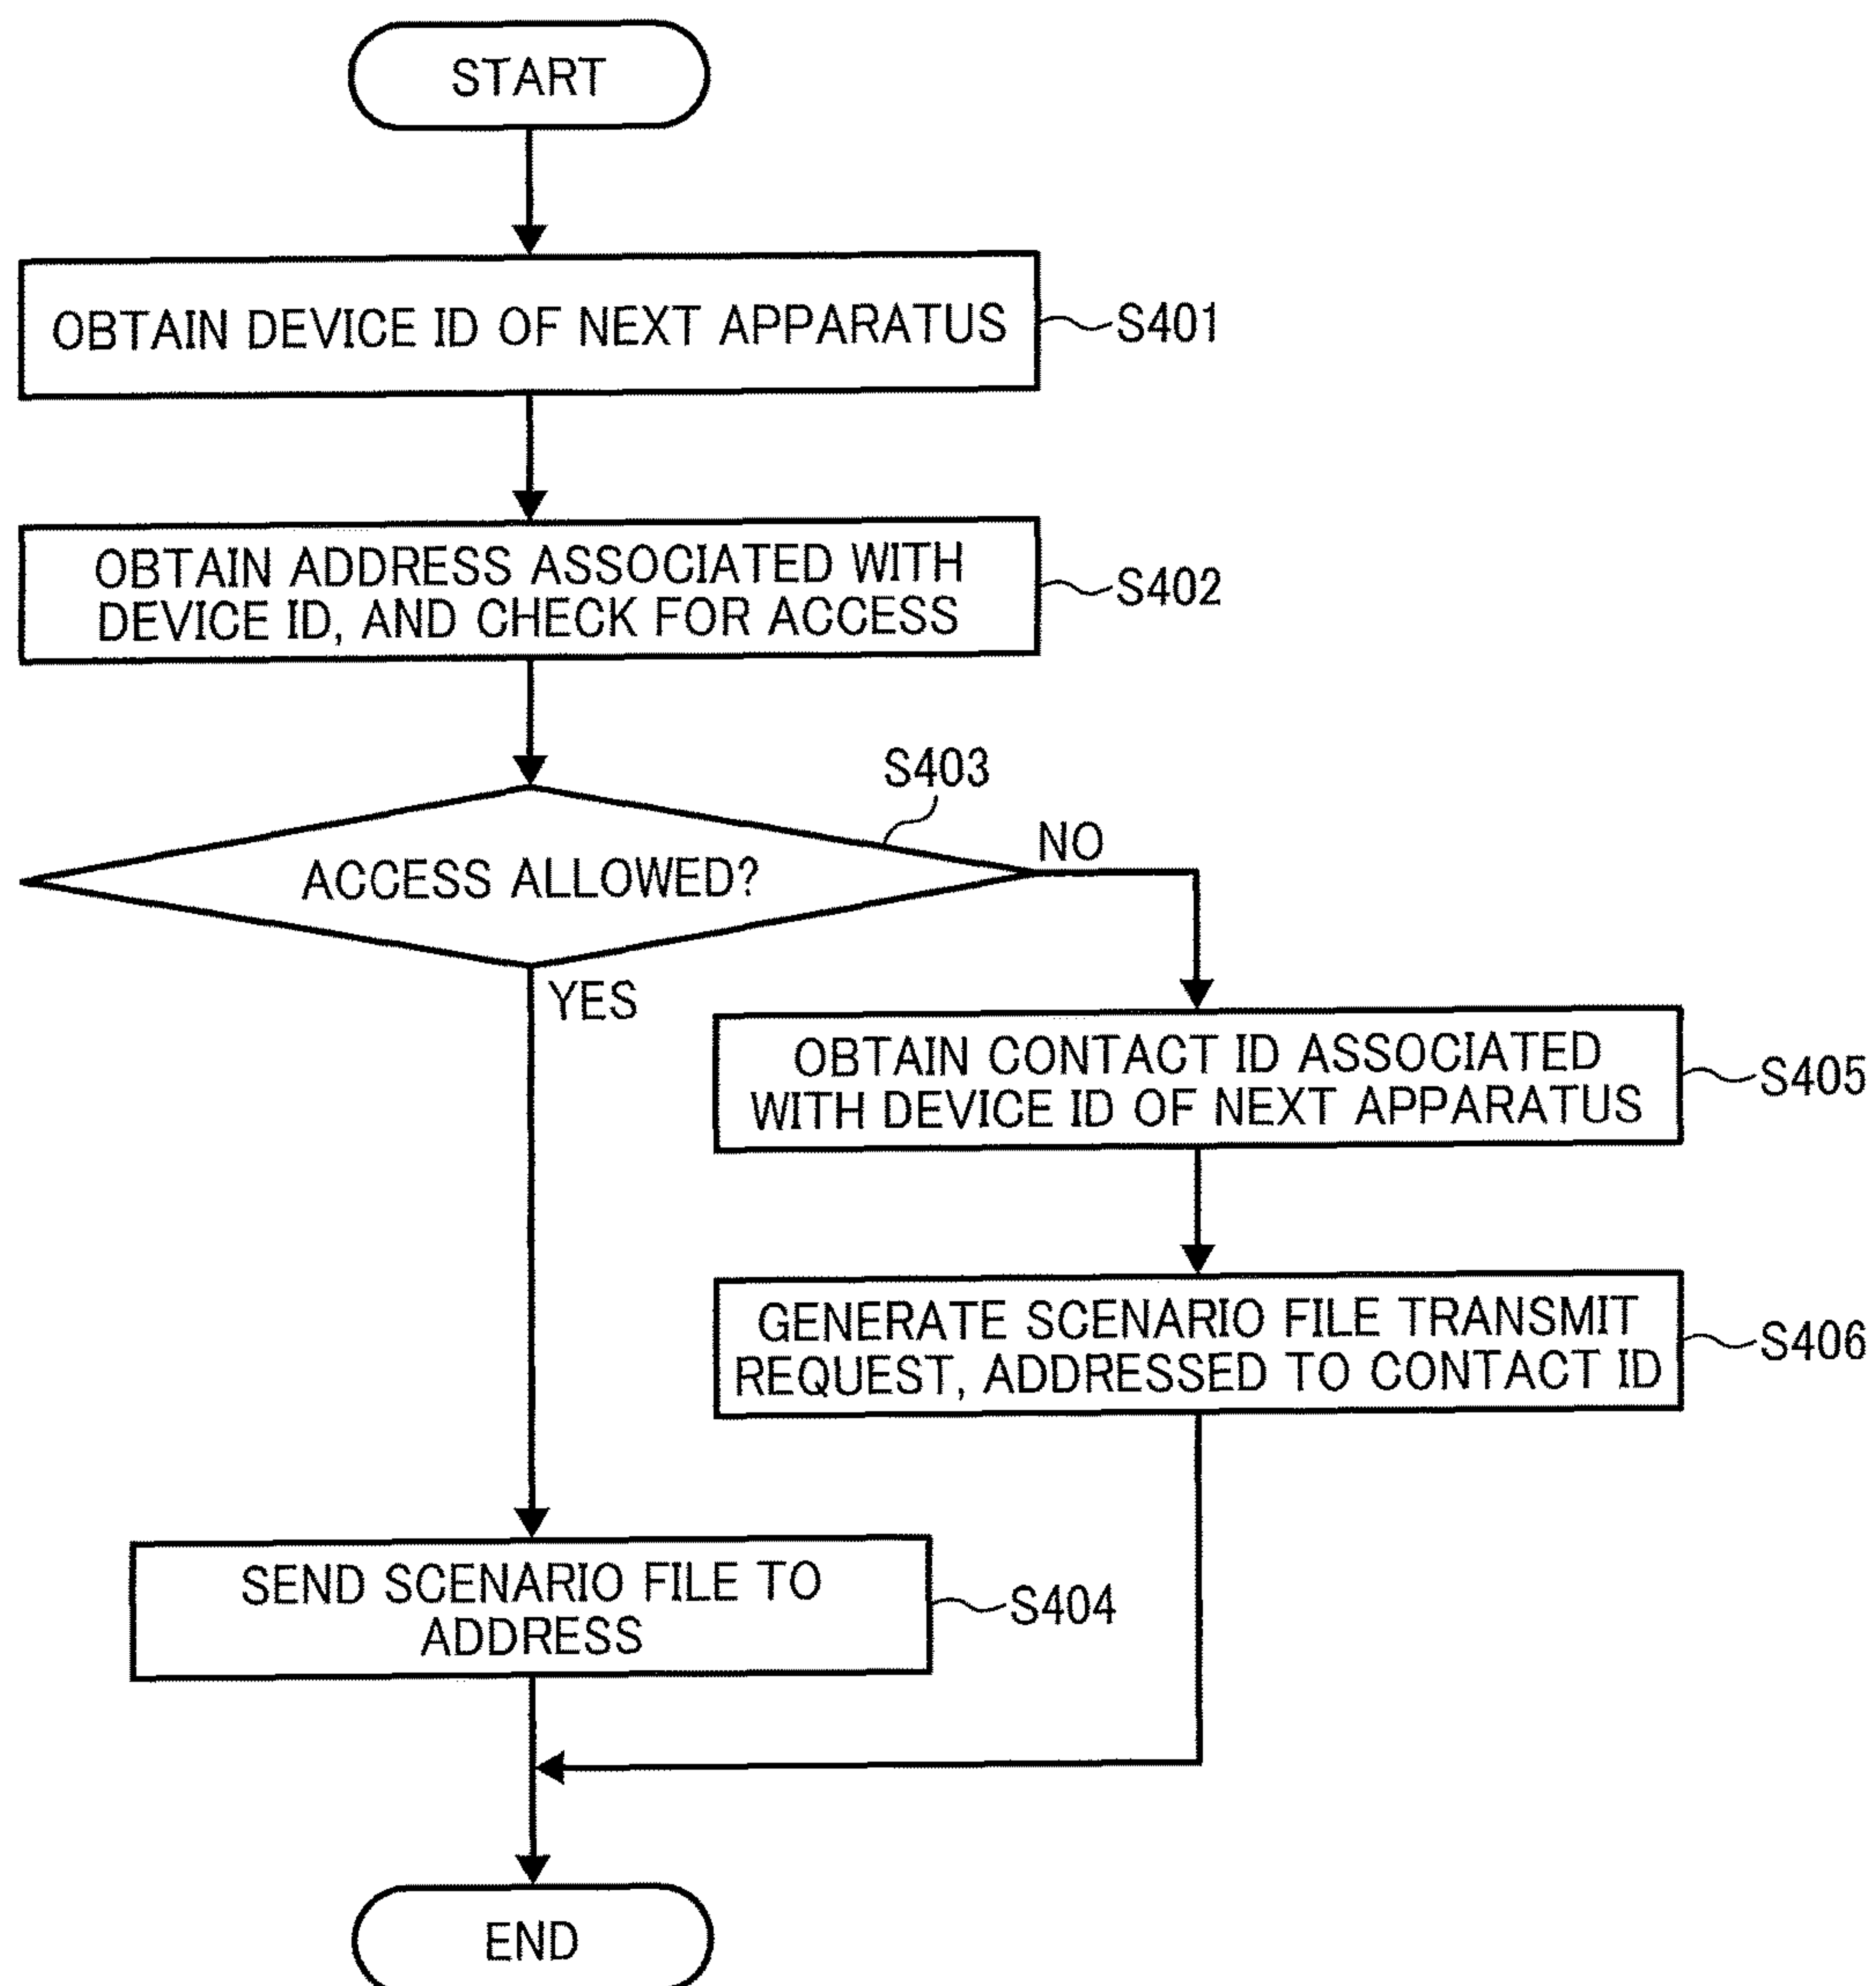 START
OBTAIN DEVICE ID OF NEXT APPARATUS
S401
OBTAIN ADDRESS ASSOCIATED WITH
DEVICE ID, AND CHECK FOR ACCESS
S402
S403
ACCESS ALLOWED?
NO
YES
OBTAIN CONTACT ID ASSOCIATED
WITH DEVICE ID OF NEXT APPARATUS
S405
GENERATE SCENARIO FILE TRANSMIT
REQUEST, ADDRESSED TO CONTACT ID
S406
SEND SCENARIO FILE TO
ADDRESS
S404
END